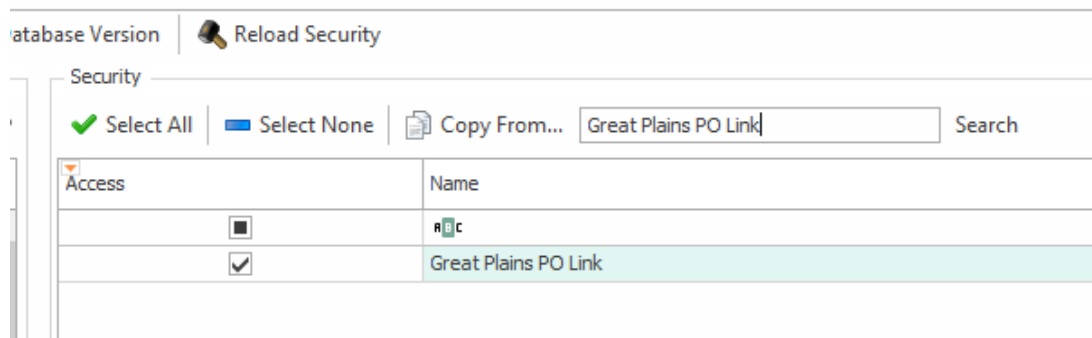 atabase Version Reload Security
Security
Select All Select None Copy From... Great Plains PO Link Search
Access Name
ABC
Great Plains PO Link